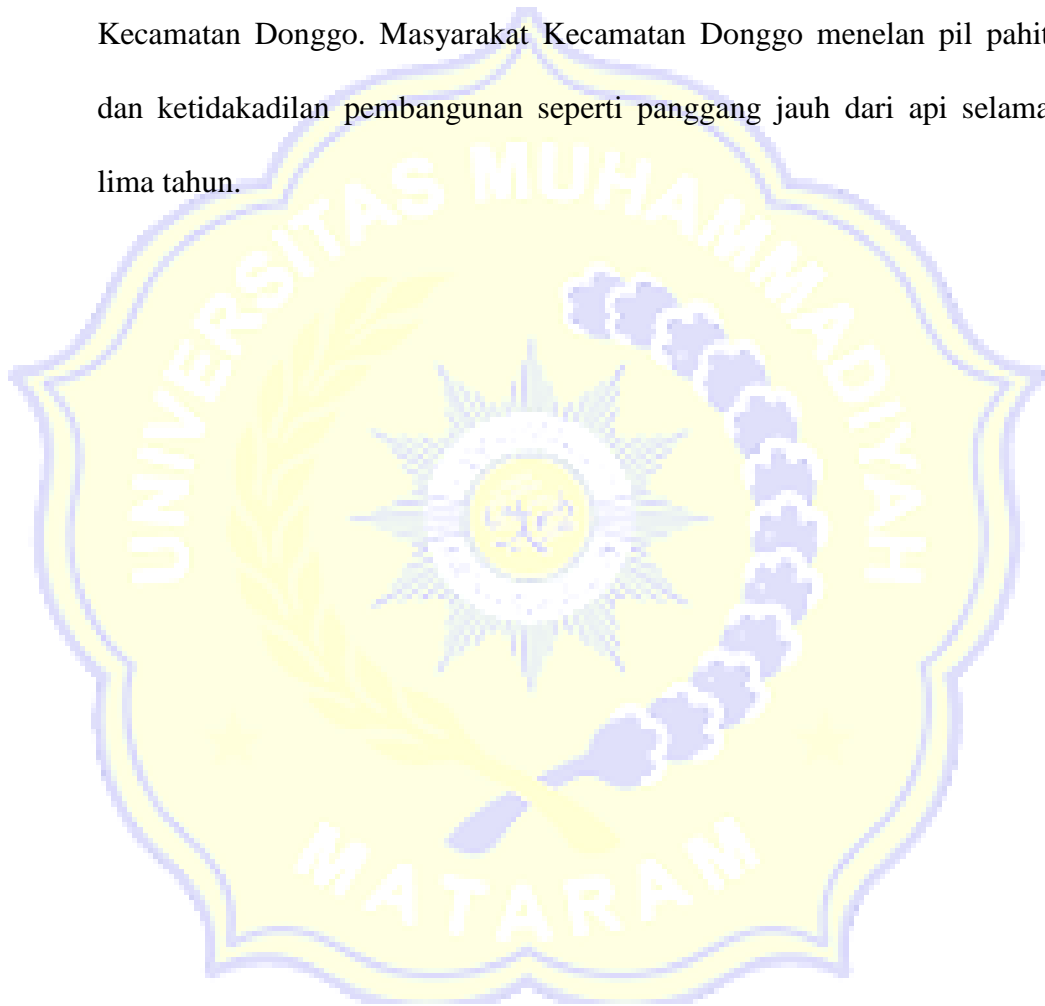 Kecamatan Donggo. Masyarakat Kecamatan Donggo menelan pil pahit
dan ketidakadilan pembangunan seperti panggang jauh dari api selama
lima tahun.
UNIVERSITAS MUHAMMADIYAH
MATARAM